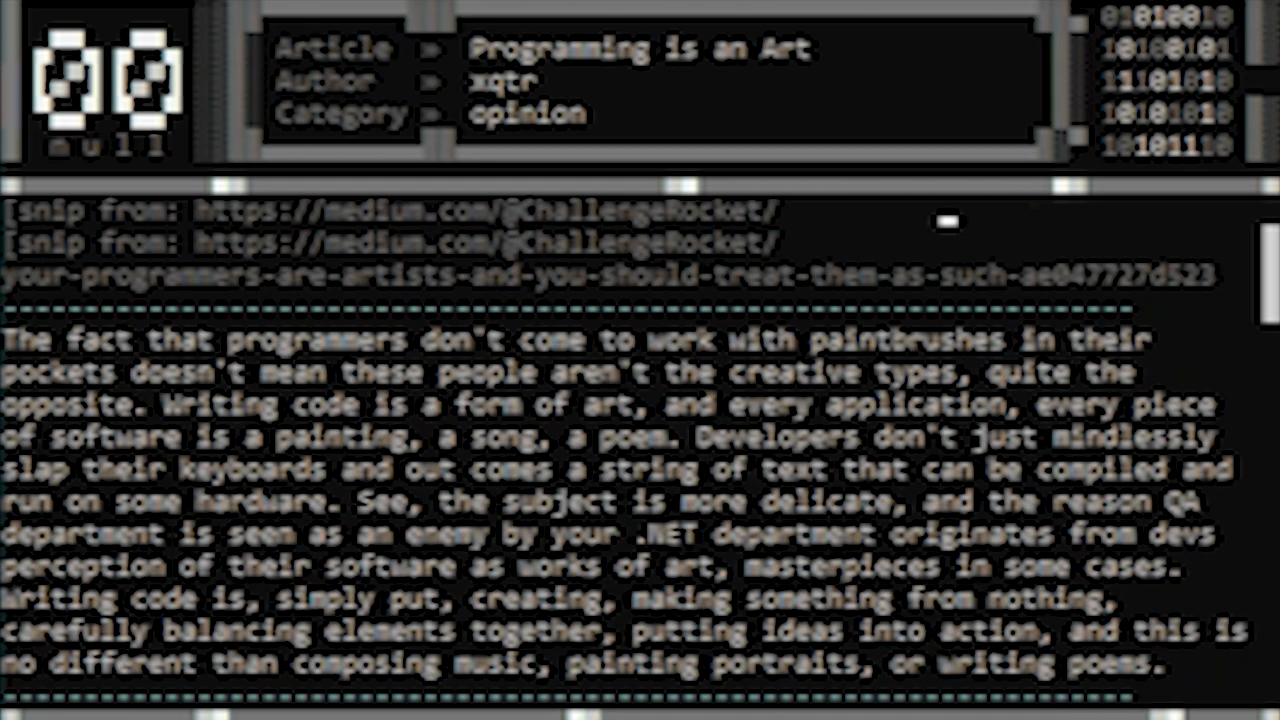 00
null
Article » Programming is an Art
Author » xqtr
Category » opinion
01010010
10100101
11101010
10101010
10101110
[snip from: https://medium.com/@ChallengeRocket/
[snip from: https://medium.com/@ChallengeRocket/
your-programmers-are-artists-and-you-should-treat-them-as-such-ae047727d523
The fact that programmers don't come to work with paintbrushes in their
pockets doesn't mean these people aren't the creative types, quite the
opposite. Writing code is a form of art, and every application, every piece
of software is a painting, a song, a poem. Developers don't just mindlessly
slap their keyboards and out comes a string of text that can be compiled and
run on some hardware. See, the subject is more delicate, and the reason QA
department is seen as an enemy by your .NET department originates from devs
perception of their software as works of art, masterpieces in some cases.
Writing code is, simply put, creating, making something from nothing,
carefully balancing elements together, putting ideas into action, and this is
no different than composing music, painting portraits, or writing poems.